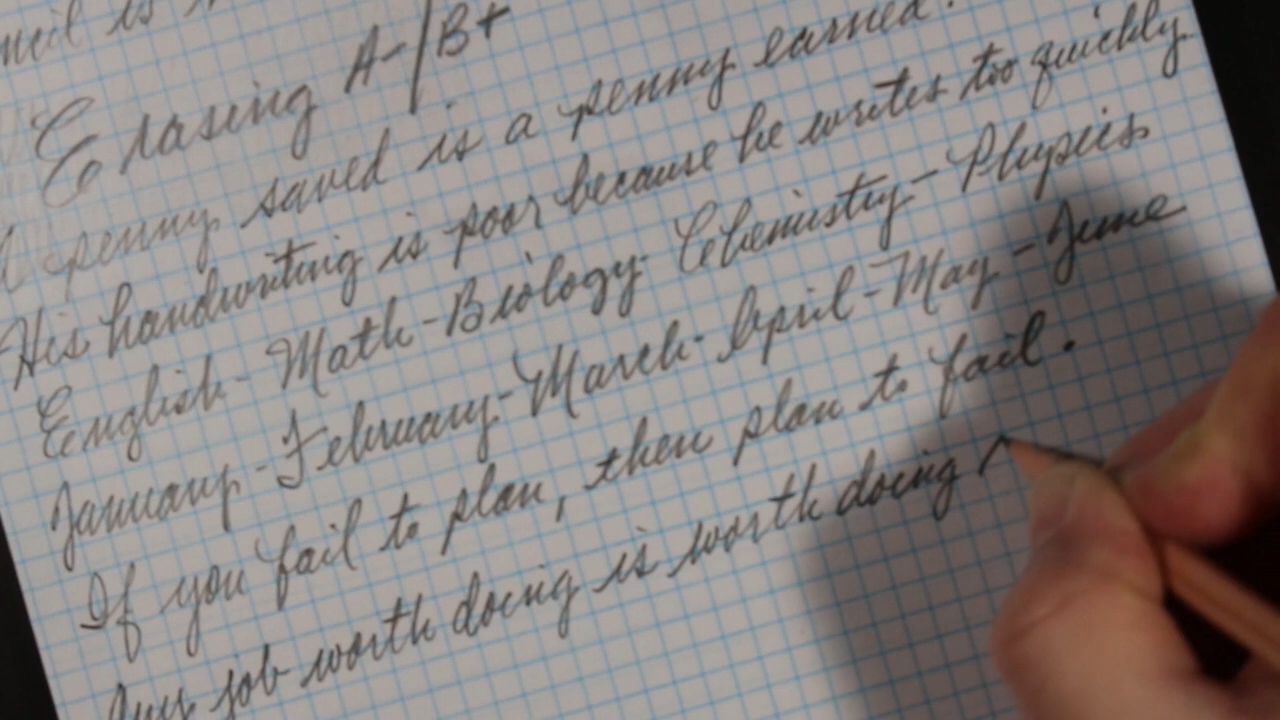 is
Erasing A-/B+
A penny saved is a penny earned.
His handwriting is poor because he writes too quickly
English - Math - Biology - Chemistry - Physics
January - February - March - April - May - June
If you fail to plan, then plan to fail.
Any job worth doing is worth doing